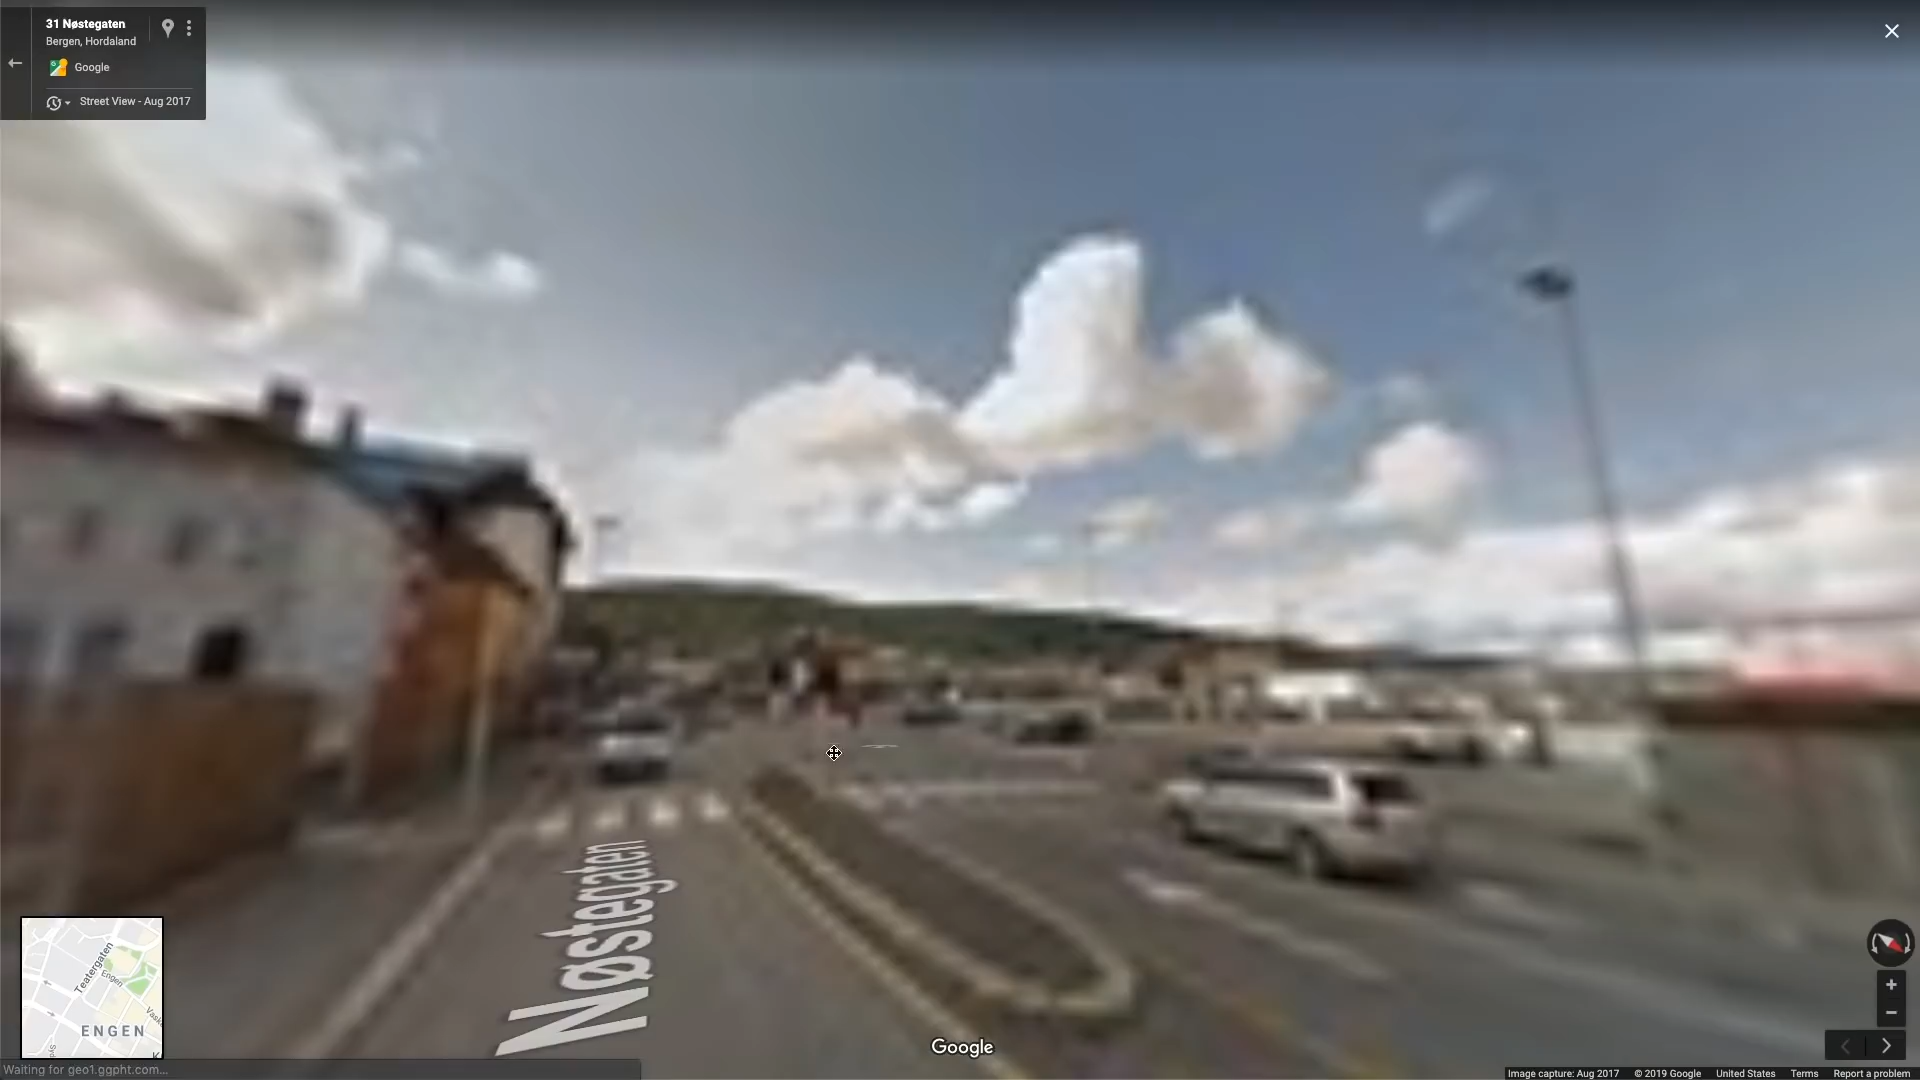 31 Nøstegaten
Bergen, Hordaland
Google
Street View - Aug 2017
Nøstegaten
Teatergaten
Engen
ENGEN
Waiting for geo1.ggpht.com...
Google
Image capture: Aug 2017 © 2019 Google United States Terms Report a problem